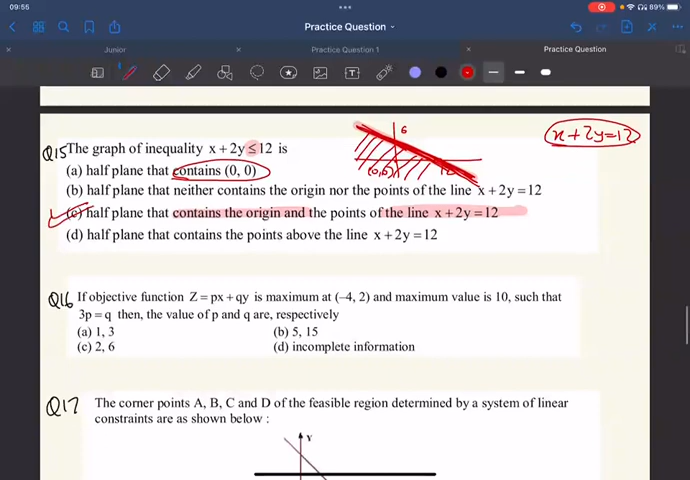 09:55
89%
Practice Question
Junior
Practice Question 1
Practice Question
x+2y=12
Q15 The graph of inequality x + 2y ≤ 12 is
6
(a) half plane that contains (0, 0)
(0,0)
12
(b) half plane that neither contains the origin nor the points of the line x + 2y = 12
(c) half plane that contains the origin and the points of the line x + 2y = 12
(d) half plane that contains the points above the line x + 2y = 12
Q16 If objective function Z = px + qy is maximum at (–4, 2) and maximum value is 10, such that
3p = q then, the value of p and q are, respectively
(a) 1, 3 (b) 5, 15
(c) 2, 6 (d) incomplete information
Q17 The corner points A, B, C and D of the feasible region determined by a system of linear
constraints are as shown below :
Y